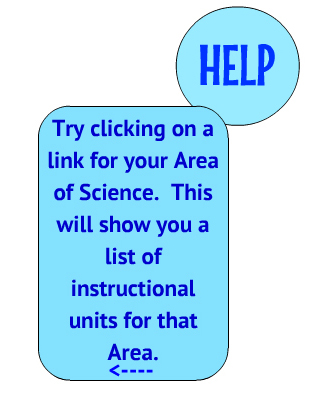 HELP
Try clicking on a
link for your Area
of Science.  This
will show you a
list of
instructional
units for that
Area.
<----